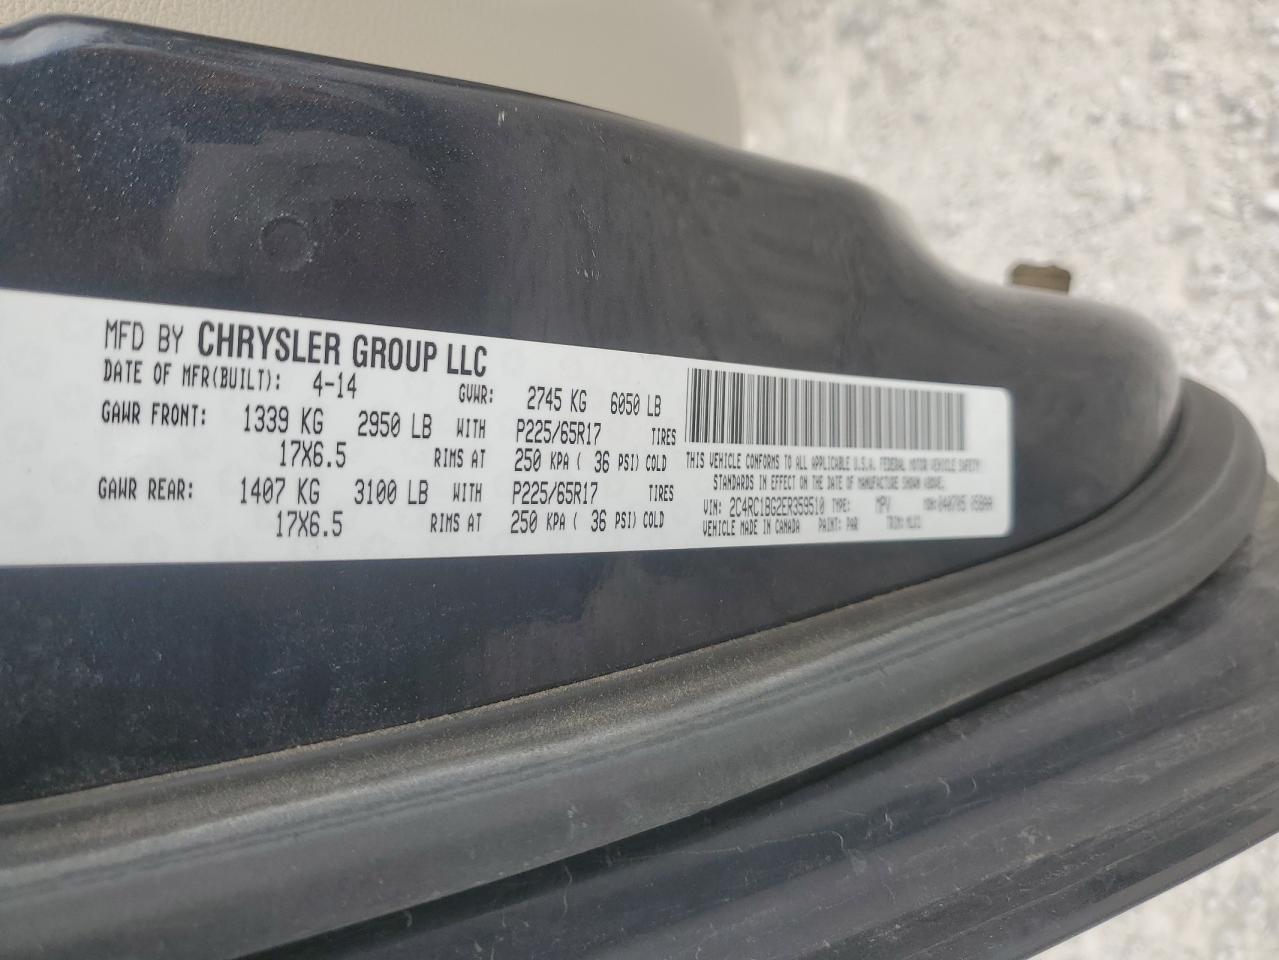 MFD BY CHRYSLER GROUP LLC
DATE OF MFR(BUILT): 4-14 GVWR: 2745 KG 6050 LB
GAWR FRONT: 1339 KG 2950 LB WITH P225/65R17 TIRES
17X6.5 RIMS AT 250 KPA ( 36 PSI) COLD
GAWR REAR: 1407 KG 3100 LB WITH P225/65R17 TIRES
17X6.5 RIMS AT 250 KPA ( 36 PSI) COLD
THIS VEHICLE CONFORMS TO ALL APPLICABLE U.S.A. FEDERAL MOTOR VEHICLE SAFETY
STANDARDS IN EFFECT ON THE DATE OF MANUFACTURE SHOWN ABOVE.
VIN: 2C4RC1BG2ER359510 TYPE: MPV MDH:
VEHICLE MADE IN CANADA PAINT: PAR TRIM: